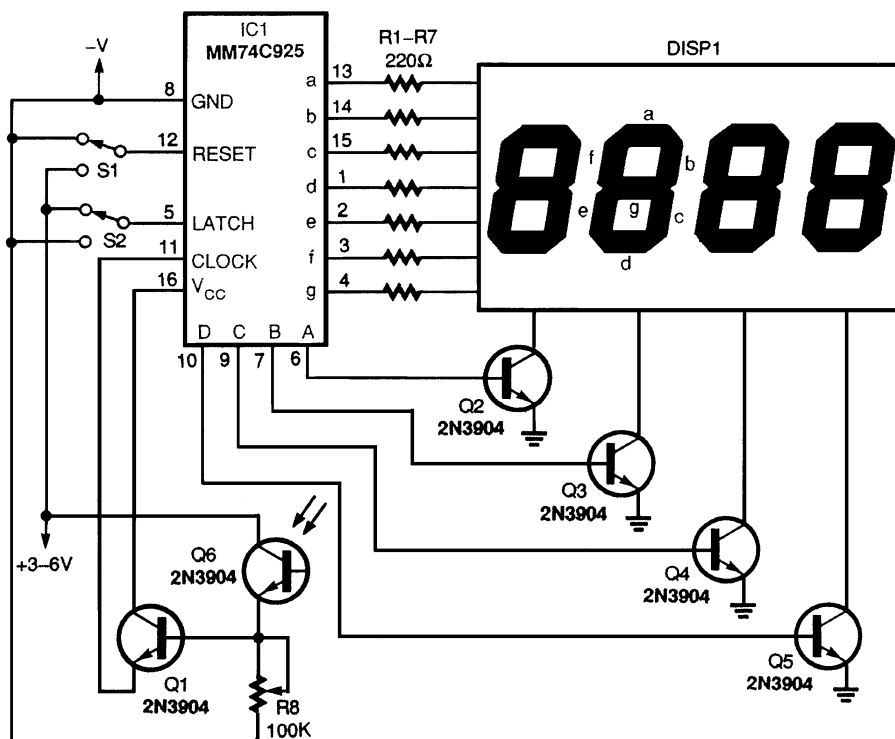 IC1
MM74C925
R1–R7
220Ω
DISP1
–V
8 GND
12 RESET
S1
5 LATCH
S2
11 CLOCK
16 VCC
a 13
b 14
c 15
d 1
e 2
f 3
g 4
D C B A
10 9 7 6
a
f b
g
e c
d
8888
Q2
2N3904
Q3
2N3904
Q4
2N3904
Q5
2N3904
+3–6V
Q6
2N3904
Q1
2N3904
R8
100K